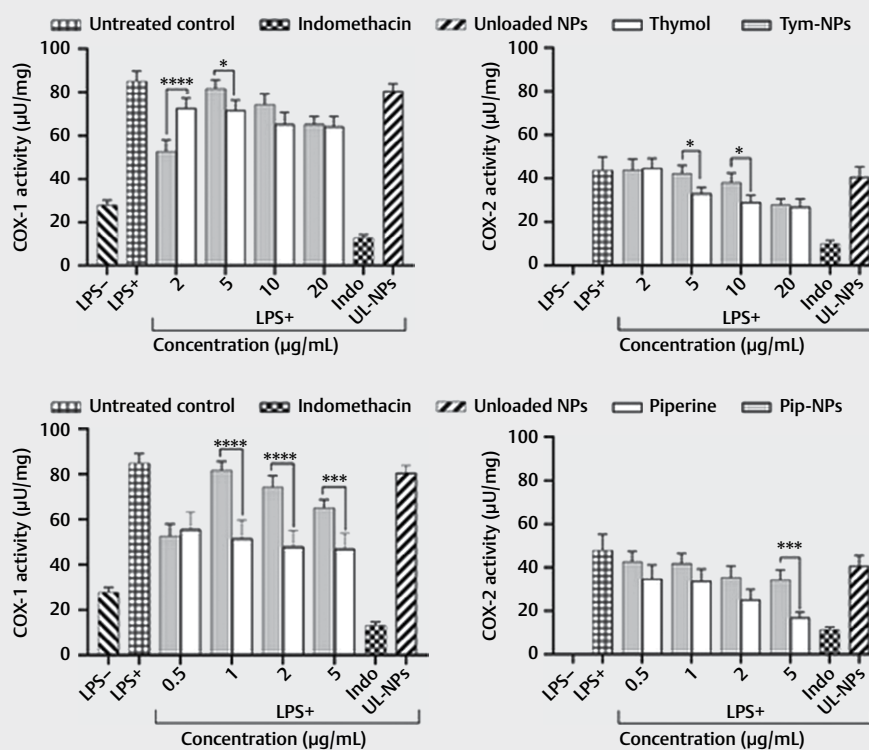 Untreated control Indomethacin Unloaded NPs Thymol Tym-NPs
COX-1 activity (µU/mg)
100
80
60
40
20
0
****
*
LPS– LPS+ 2 5 10 20 Indo UL-NPs
LPS+
Concentration (µg/mL)
COX-2 activity (µU/mg)
100
80
60
40
20
0
*
*
LPS– LPS+ 2 5 10 20 Indo UL-NPs
LPS+
Concentration (µg/mL)
Untreated control Indomethacin Unloaded NPs Piperine Pip-NPs
COX-1 activity (µU/mg)
100
80
60
40
20
0
****
****
***
LPS– LPS+ 0.5 1 2 5 Indo UL-NPs
LPS+
Concentration (µg/mL)
COX-2 activity (µU/mg)
100
80
60
40
20
0
***
LPS– LPS+ 0.5 1 2 5 Indo UL-NPs
LPS+
Concentration (µg/mL)